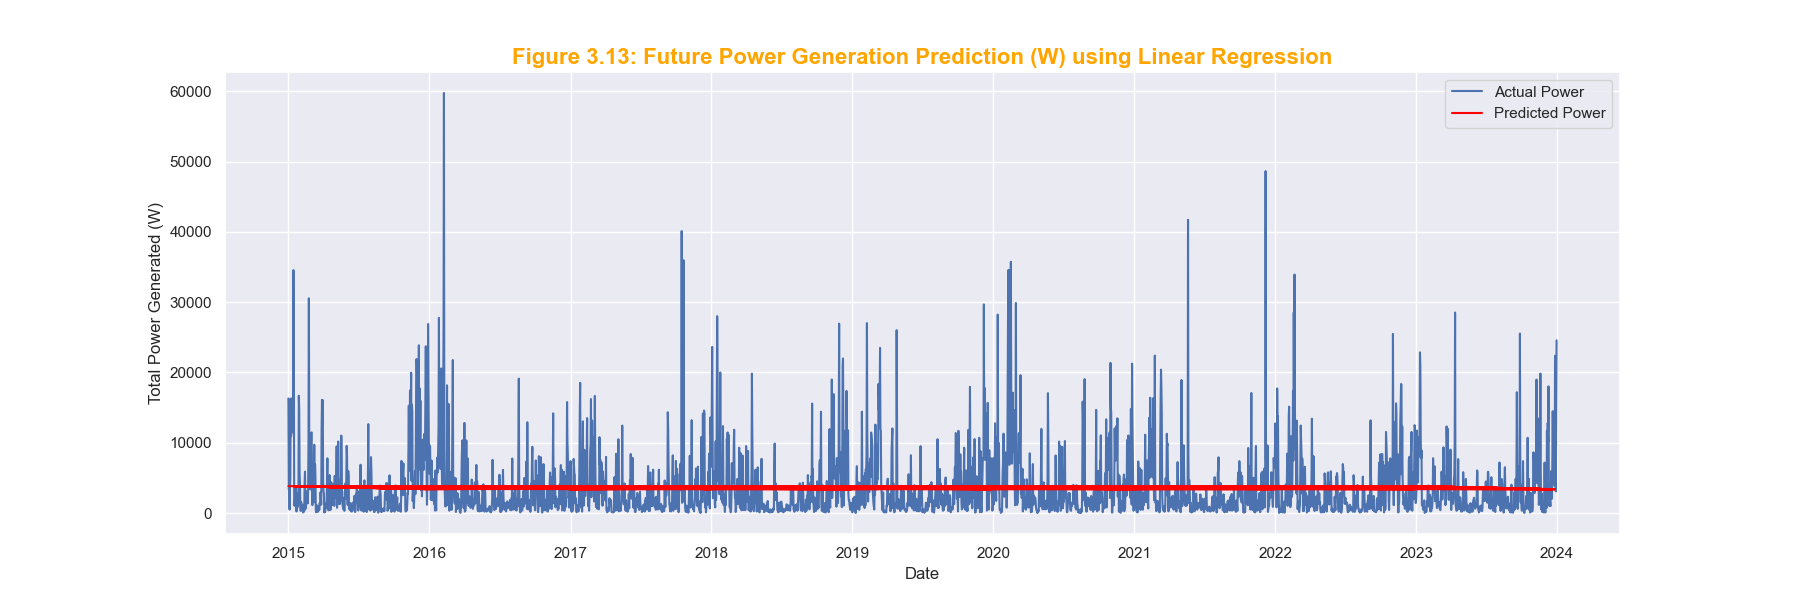 Figure 3.13: Future Power Generation Prediction (W) using Linear Regression
Actual Power
Predicted Power
Total Power Generated (W)
60000
50000
40000
30000
20000
10000
0
2015 2016 2017 2018 2019 2020 2021 2022 2023 2024
Date